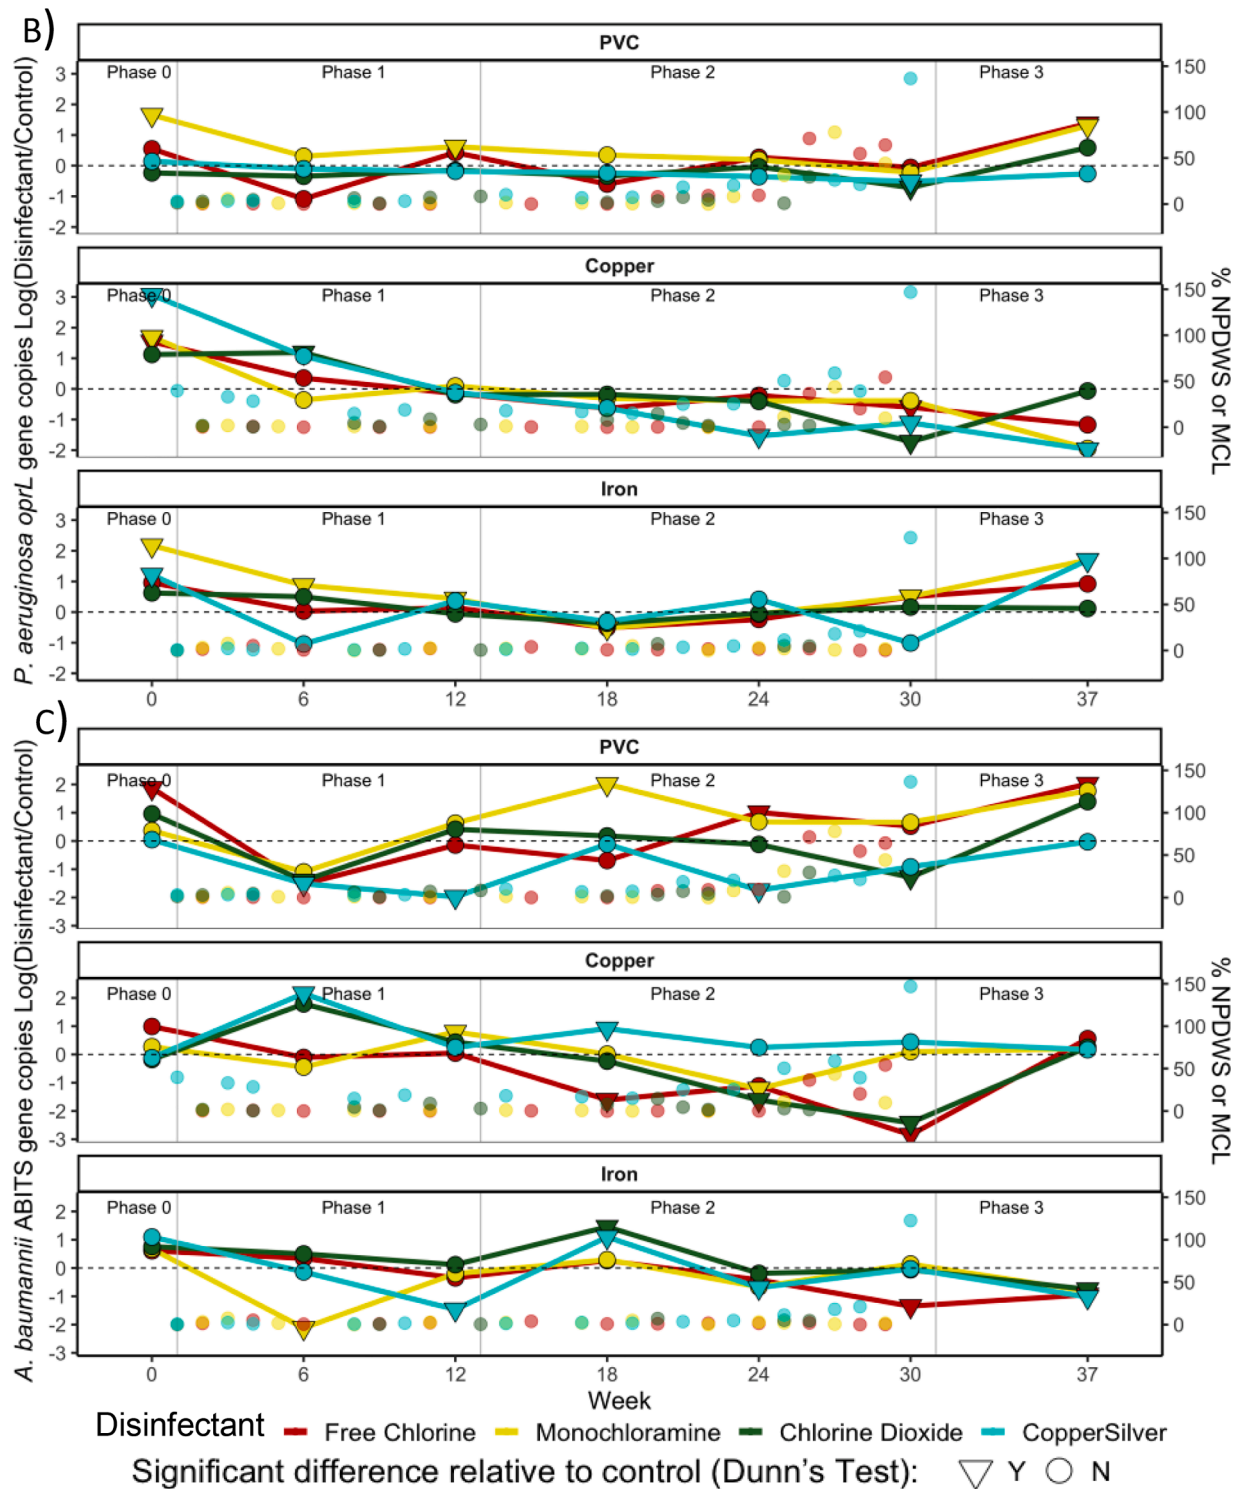 B)
PVC
Phase 0 Phase 1 Phase 2 Phase 3
3
2
1
0
-1
-2
150
100
50
0
Copper
Phase 0 Phase 1 Phase 2 Phase 3
3
2
1
0
-1
-2
150
100
50
0
Iron
Phase 0 Phase 1 Phase 2 Phase 3
3
2
1
0
-1
-2
150
100
50
0
0 6 12 18 24 30 37
P. aeruginosa oprL gene copies Log(Disinfectant/Control)
% NPDWS or MCL
C)
PVC
Phase 0 Phase 1 Phase 2 Phase 3
2
1
0
-1
-2
-3
150
100
50
0
Copper
Phase 0 Phase 1 Phase 2 Phase 3
2
1
0
-1
-2
-3
150
100
50
0
Iron
Phase 0 Phase 1 Phase 2 Phase 3
2
1
0
-1
-2
-3
150
100
50
0
0 6 12 18 24 30 37
A. baumannii ABITS gene copies Log(Disinfectant/Control)
% NPDWS or MCL
Week
Disinfectant Free Chlorine Monochloramine Chlorine Dioxide CopperSilver
Significant difference relative to control (Dunn's Test): Y N